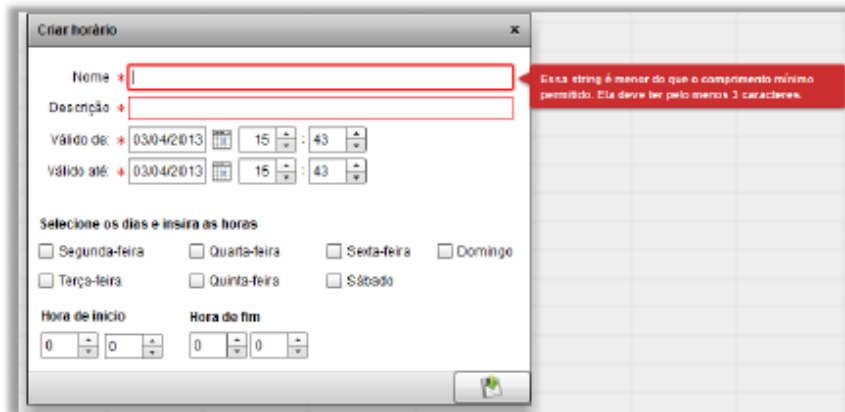 Criar horário x
Nome *
Essa string é menor do que o comprimento mínimo
permitido. Ela deve ter pelo menos 3 caracteres.
Descrição *
Válido de: * 03/04/2013 15 : 43
Válido até: * 03/04/2013 15 : 43
Selecione os dias e insira as horas
Segunda-feira Quarta-feira Sexta-feira Domingo
Terça-feira Quinta-feira Sábado
Hora de inicio Hora de fim
0 0 0 0